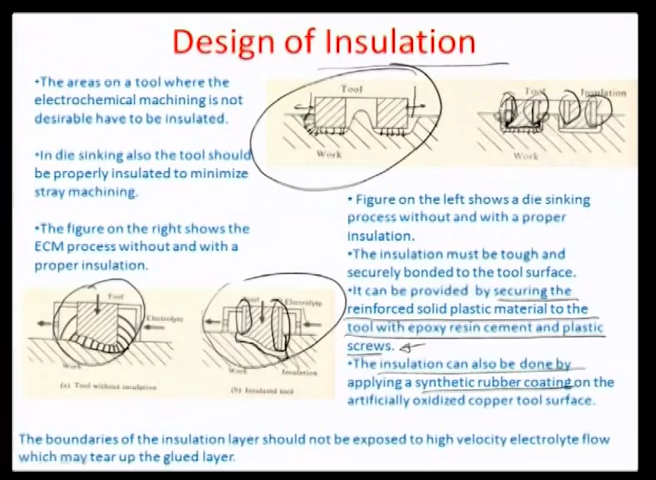 Design of Insulation
•The areas on a tool where the
electrochemical machining is not
desirable have to be insulated.
•In die sinking also the tool should
be properly insulated to minimize
stray machining.
•The figure on the right shows the
ECM process without and with a
proper insulation.
Tool
Work
Tool
Insulation
Work
• Figure on the left shows a die sinking
process without and with a proper
insulation.
•The insulation must be tough and
securely bonded to the tool surface.
•It can be provided by securing the
reinforced solid plastic material to the
tool with epoxy resin cement and plastic
screws.
•The insulation can also be done by
applying a synthetic rubber coating on the
artificially oxidized copper tool surface.
Tool
Electrolyte
Work
(a) Tool without insulation
Tool
Electrolyte
Work
Insulation
(b) Insulated tool
The boundaries of the insulation layer should not be exposed to high velocity electrolyte flow
which may tear up the glued layer.